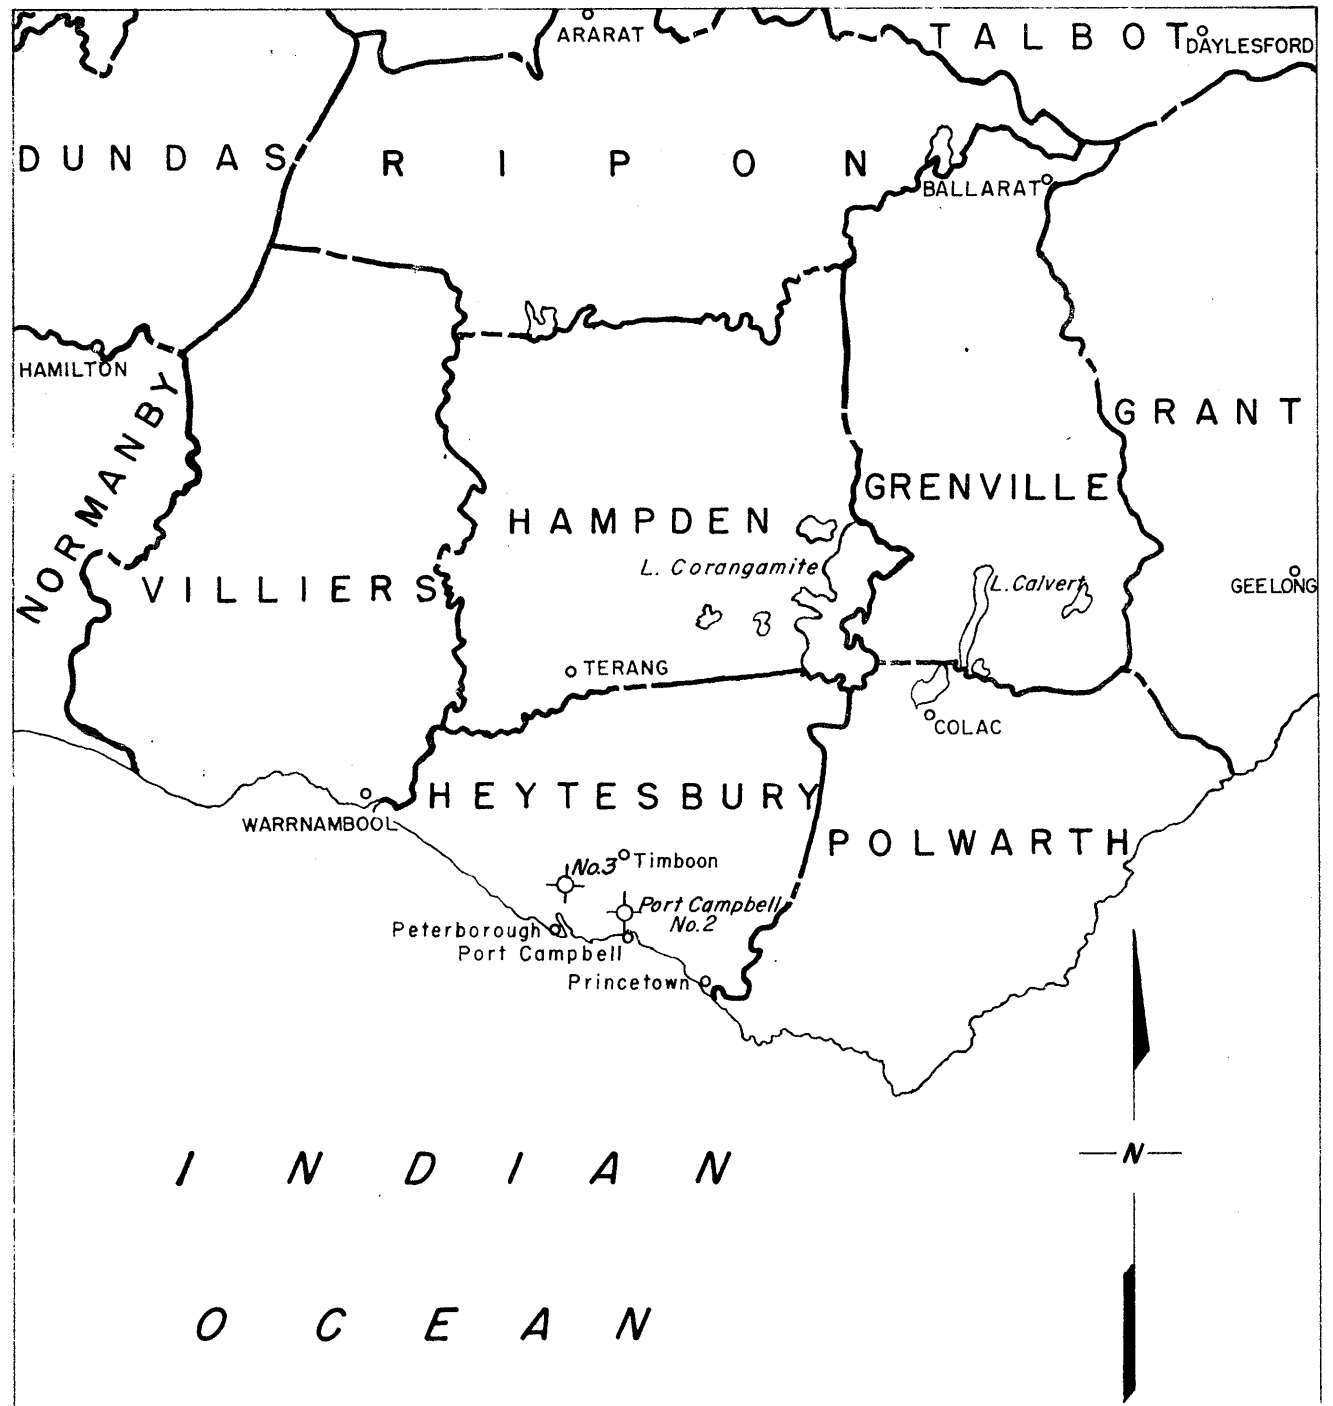 ARARAT
TALBOT
DAYLESFORD
DUNDAS
RIPON
BALLARAT
HAMILTON
NORMANBY
GRANT
GRENVILLE
HAMPDEN
L. Corangamite
L. Calvert
GEELONG
VILLIERS
TERANG
COLAC
HEYTESBURY
WARRNAMBOOL
POLWARTH
No.3
Timboon
Port Campbell
No.2
Peterborough
Port Campbell
Princetown
N
INDIAN
OCEAN